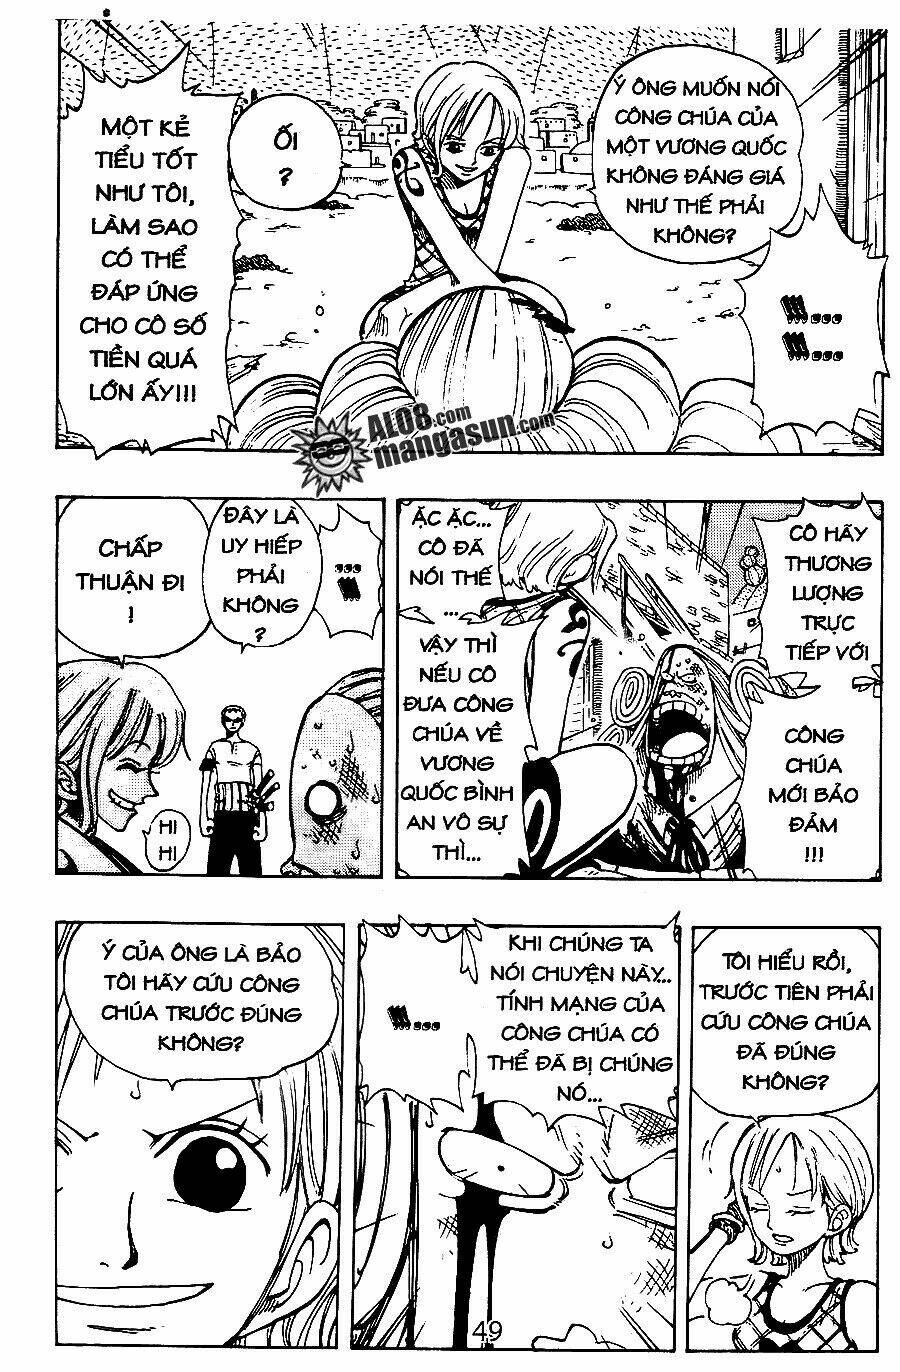 Ý ÔNG MUỐN NÓI
CÔNG CHÚA CỦA
MỘT VƯƠNG QUỐC
KHÔNG ĐÁNG GIÁ
NHƯ THẾ PHẢI
KHÔNG?
!!!...
!!!...
ỐI
?
MỘT KẺ
TIỂU TỐT
NHƯ TÔI,
LÀM SAO
CÓ THỂ
ĐÁP ỨNG
CHO CÔ SỐ
TIỀN QUÁ
LỚN ẤY!!!
AL08.com
mangasun.com
CÔ HÃY
THƯƠNG
LƯỢNG
TRỰC
TIẾP VỚI
CÔNG
CHÚA
MỚI BẢO
ĐẢM
!!!
ẶC ẶC...
CÔ ĐÃ
NÓI THẾ
...
VẬY THÌ
NẾU CÔ
ĐƯA CÔNG
CHÚA VỀ
VƯƠNG
QUỐC BÌNH
AN VÔ SỰ
THÌ...
...
!!!
ĐÂY LÀ
UY HIẾP
PHẢI
KHÔNG
?
CHẤP
THUẬN ĐI
!
HI
HI
TÔI HIỂU RỒI,
TRƯỚC TIÊN PHẢI
CỨU CÔNG CHÚA
ĐÃ ĐÚNG
KHÔNG?
KHI CHÚNG TA
NÓI CHUYỆN NÀY...
TÍNH MẠNG CỦA
CÔNG CHÚA CÓ
THỂ ĐÃ BỊ CHÚNG
NÓ...
!!!...
Ý CỦA ÔNG LÀ BẢO
TÔI HÃY CỨU CÔNG
CHÚA TRƯỚC ĐÚNG
KHÔNG?
49